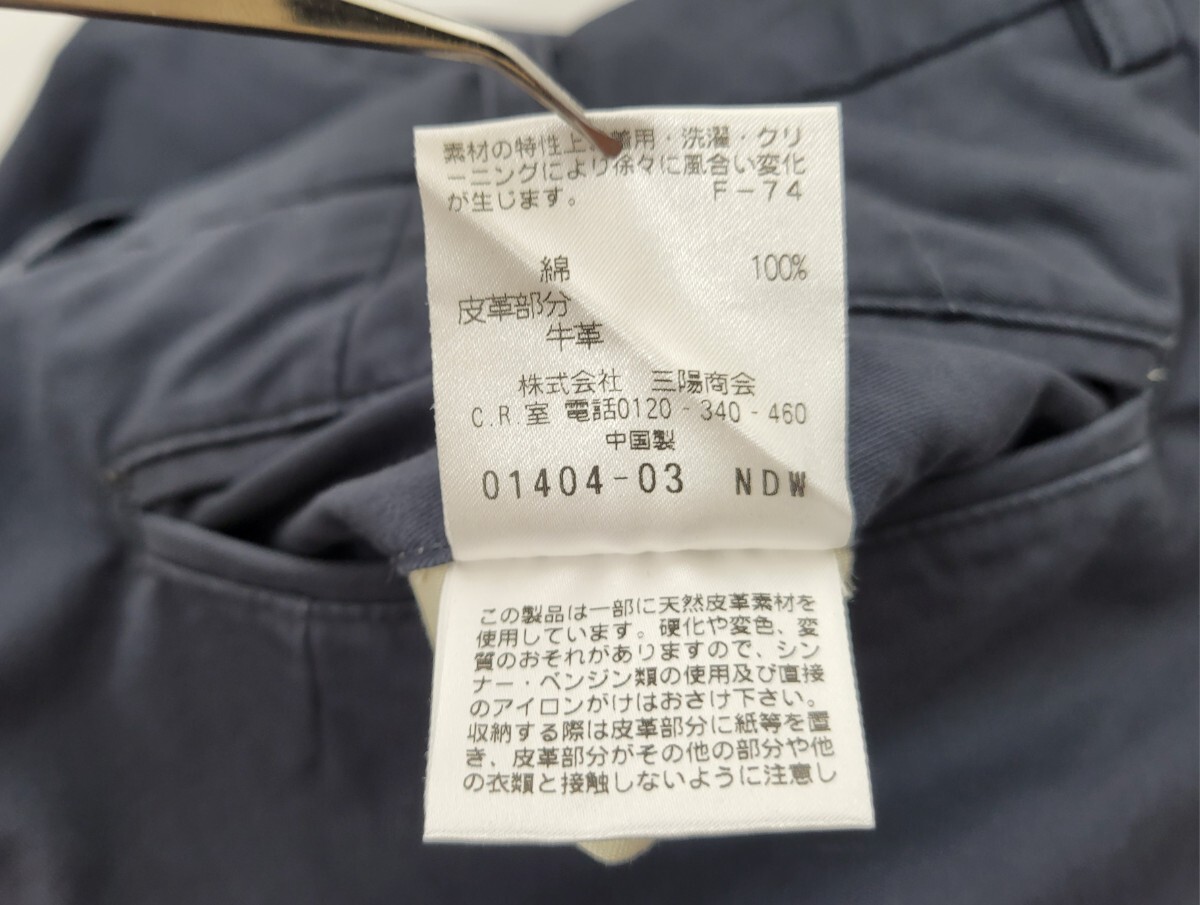 素材の特性上、着用・洗濯・クリ
ーニングにより徐々に風合い変化
が生じます。 F-74
綿 100%
皮革部分
牛革
株式会社 三陽商会
C.R.室 電話0120-340-460
中国製
01404-03 NDW
この製品は一部に天然皮革素材を
使用しています。硬化や変色、変
質のおそれがありますので、シン
ナー・ベンジン類の使用及び直接
のアイロンがけはおさけ下さい。
収納する際は皮革部分に紙等を置
き、皮革部分がその他の部分や他
の衣類と接触しないように注意し